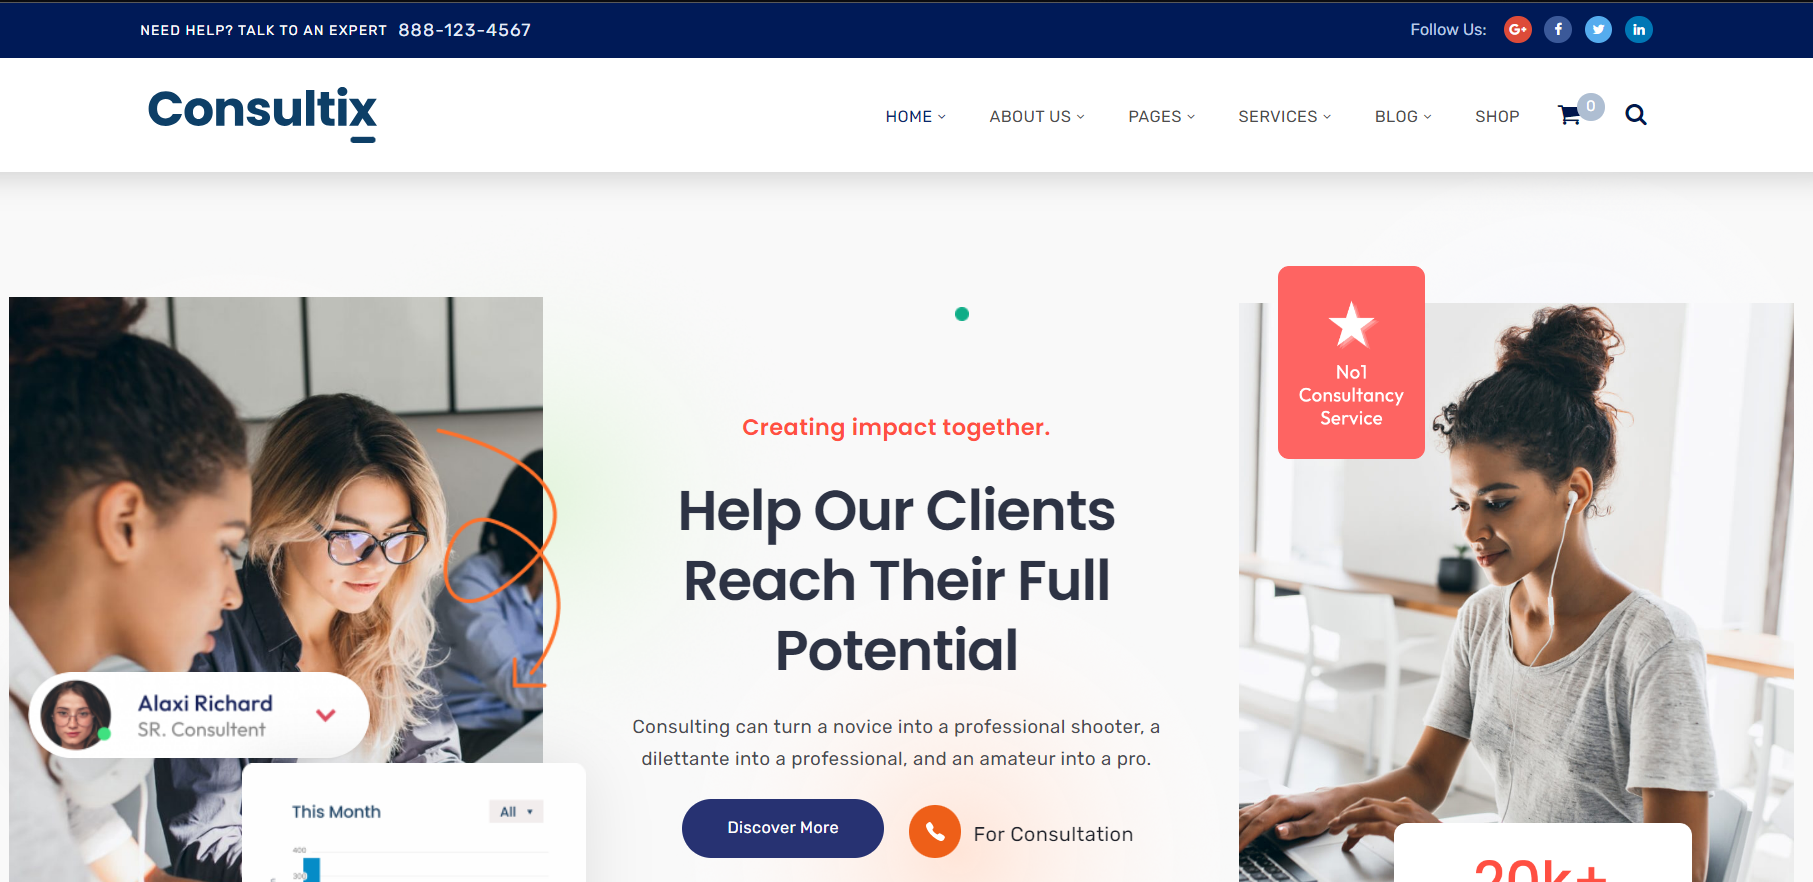 NEED HELP? TALK TO AN EXPERT 888-123-4567
Follow Us:
Consultix
HOME
ABOUT US
PAGES
SERVICES
BLOG
SHOP
0
No1
Consultancy
Service
Creating impact together.
Help Our Clients
Reach Their Full
Potential
Consulting can turn a novice into a professional shooter, a
dilettante into a professional, and an amateur into a pro.
Discover More
For Consultation
Alaxi Richard
SR. Consultent
This Month
All
400
300
20k+